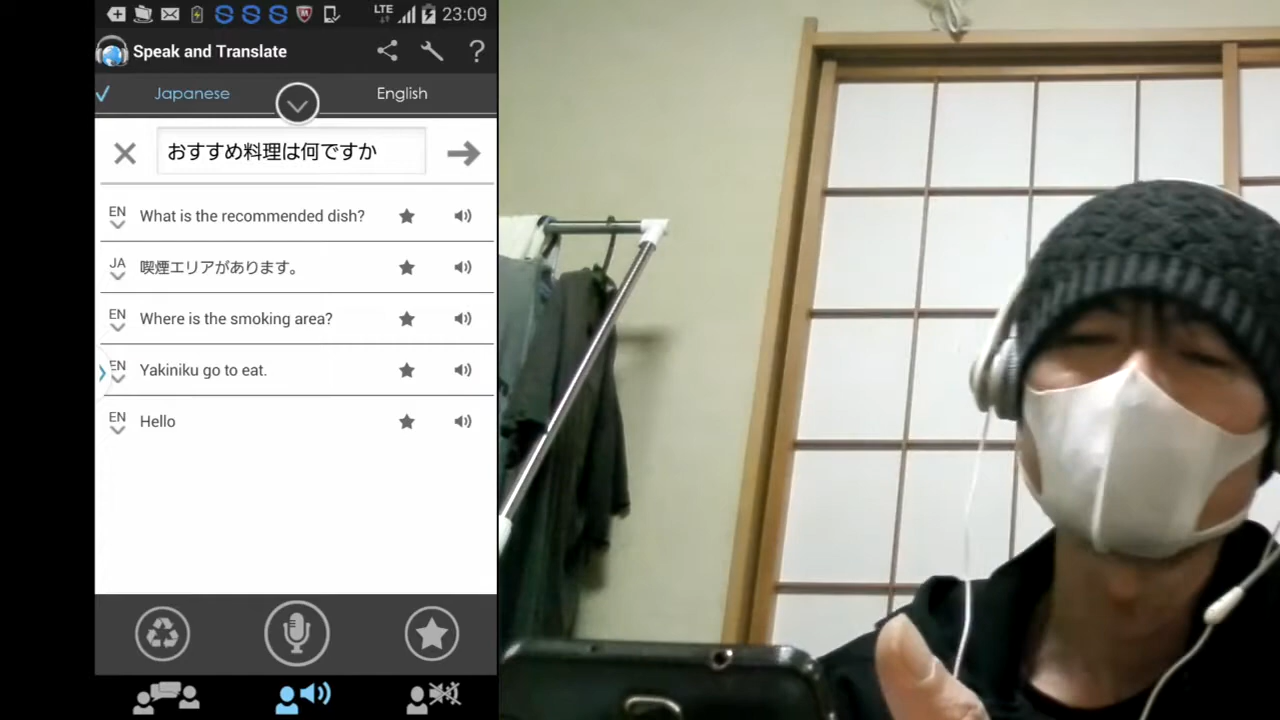 LTE 23:09
Speak and Translate ?
Japanese English
おすすめ料理は何ですか
EN What is the recommended dish?
JA 喫煙エリアがあります。
EN Where is the smoking area?
EN Yakiniku go to eat.
EN Hello